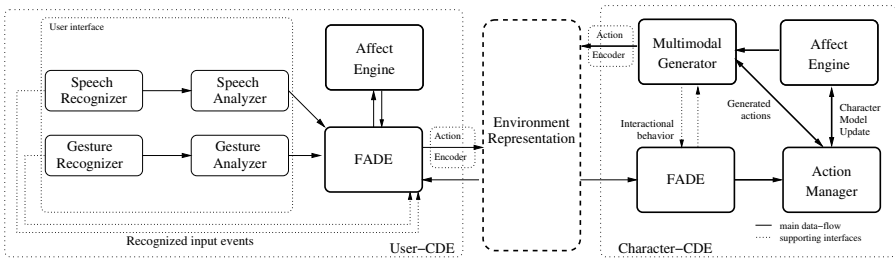 User interface
Speech
Recognizer
Speech
Analyzer
Gesture
Recognizer
Gesture
Analyzer
Affect
Engine
FADE
Action
Encoder
Recognized input events
User−CDE
Environment
Representation
Action
Encoder
Multimodal
Generator
Affect
Engine
Interactional
behavior
Generated
actions
Character
Model
Update
FADE
Action
Manager
Character−CDE
main data−flow
supporting interfaces